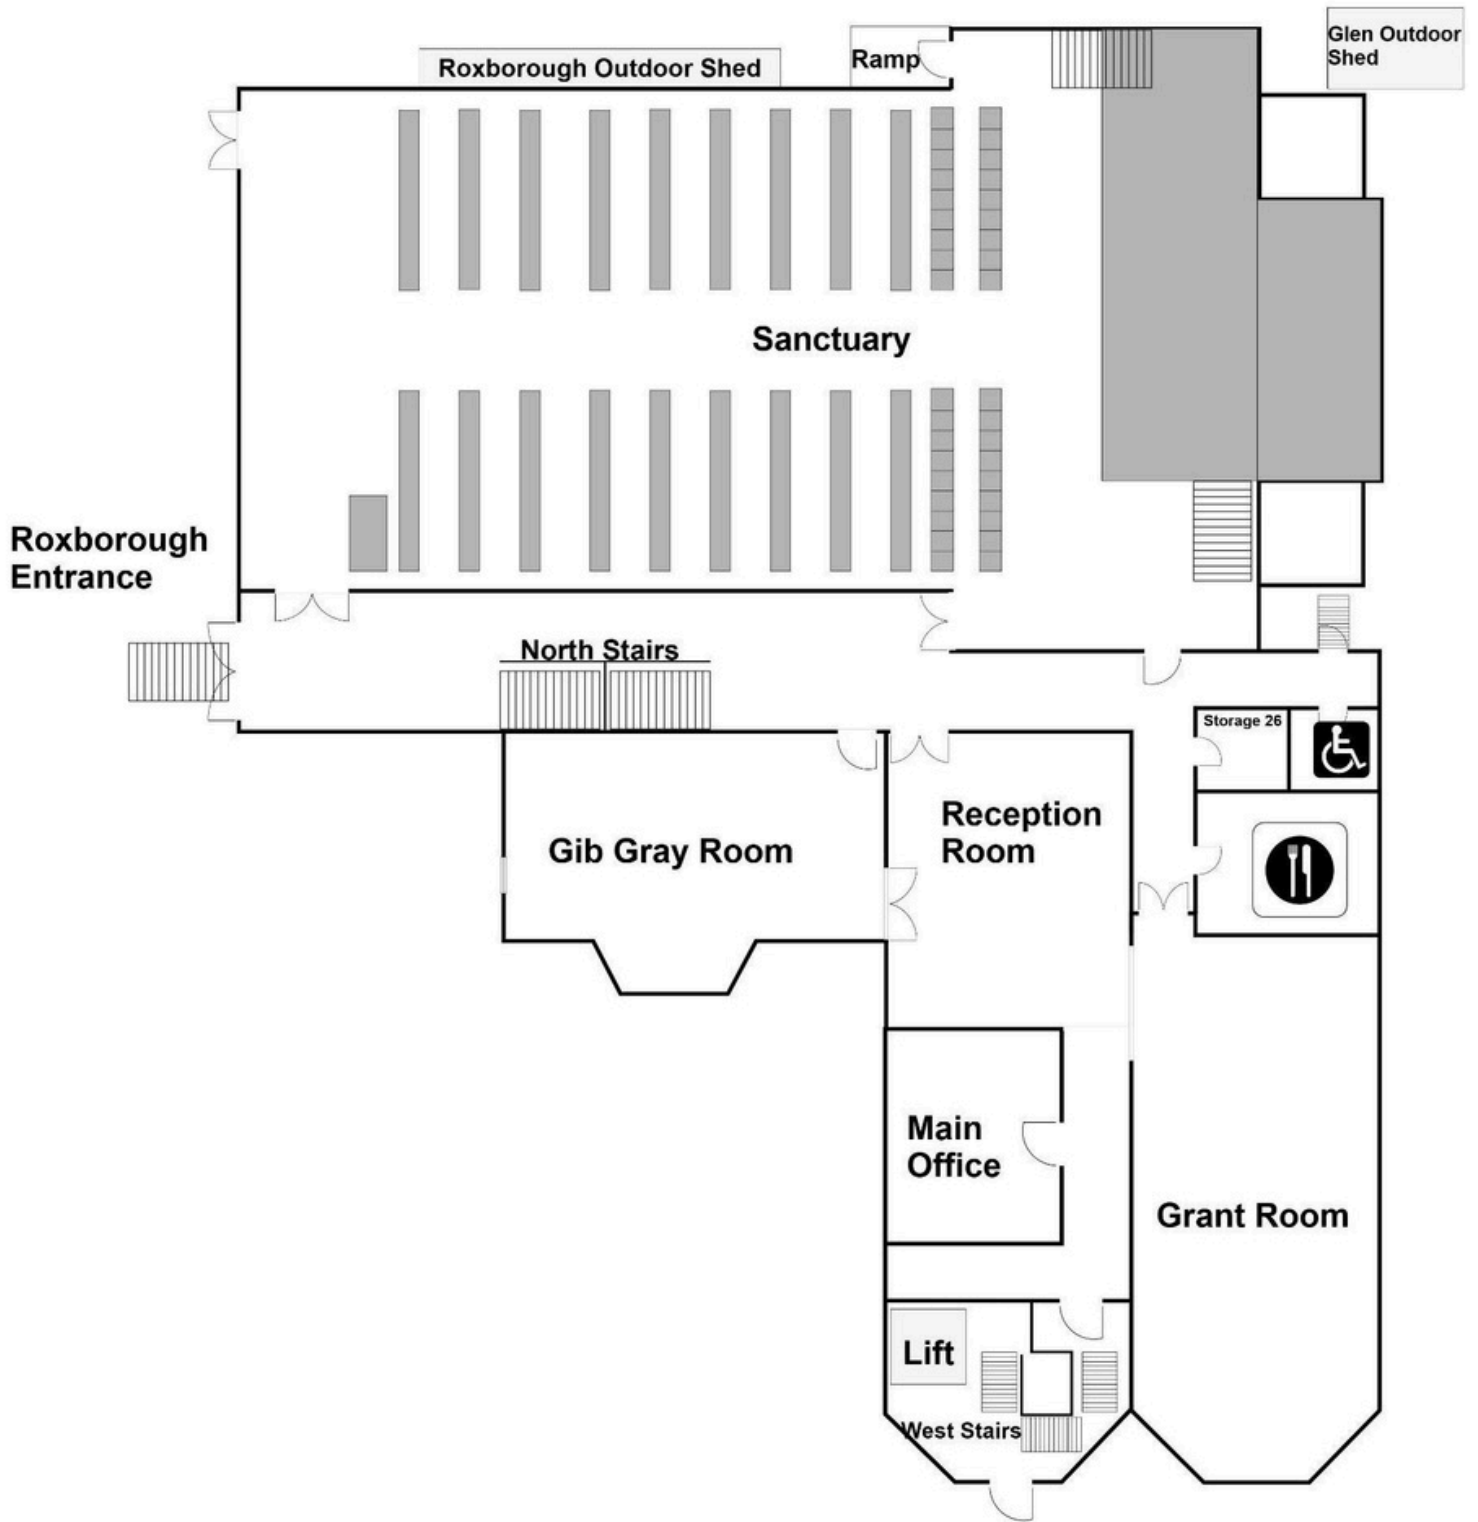 Glen Outdoor
Shed
Ramp
Roxborough Outdoor Shed
Sanctuary
Roxborough
Entrance
North Stairs
Storage 26
Reception
Room
Gib Gray Room
Main
Office
Grant Room
Lift
West Stairs